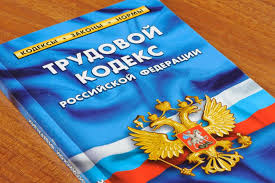 КОДЕКСЫ • ЗАКОНЫ • НОРМЫ
ТРУДОВОЙ
КОДЕКС
РОССИЙСКОЙ ФЕДЕРАЦИИ